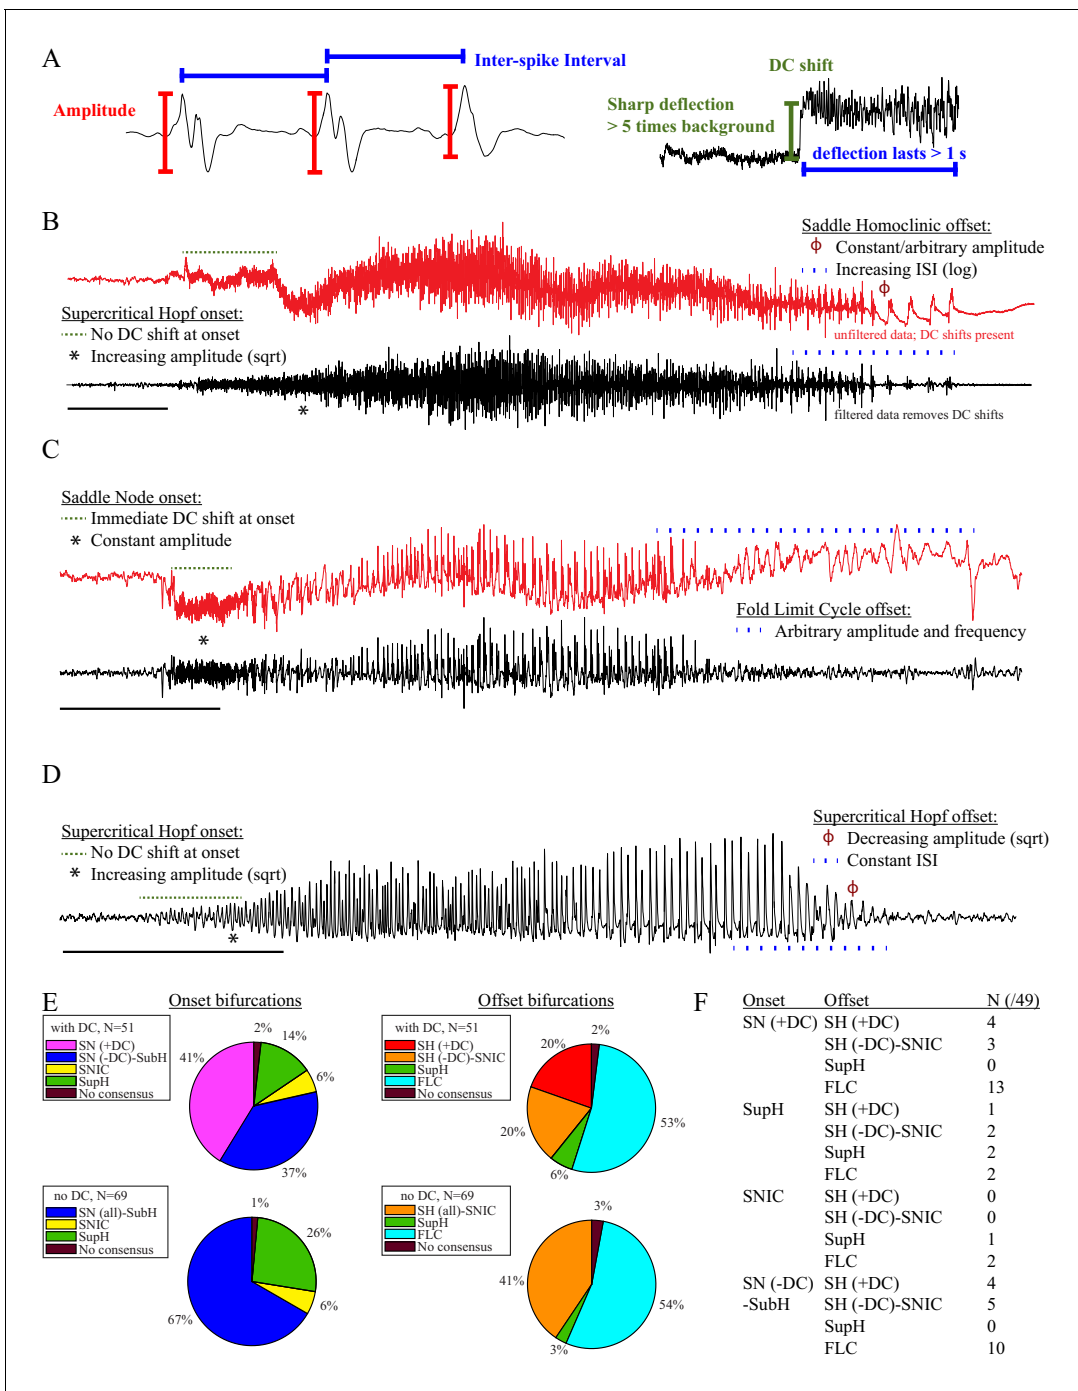 A
Inter-spike Interval
Amplitude
DC shift
Sharp deflection
> 5 times background
deflection lasts > 1 s
B
Saddle Homoclinic offset:
ϕ Constant/arbitrary amplitude
Increasing ISI (log)
ϕ
Supercritical Hopf onset:
No DC shift at onset
* Increasing amplitude (sqrt)
unfiltered data; DC shifts present
*
filtered data removes DC shifts
C
Saddle Node onset:
Immediate DC shift at onset
* Constant amplitude
*
Fold Limit Cycle offset:
Arbitrary amplitude and frequency
D
Supercritical Hopf onset:
No DC shift at onset
* Increasing amplitude (sqrt)
*
Supercritical Hopf offset:
ϕ Decreasing amplitude (sqrt)
Constant ISI
ϕ
E
Onset bifurcations
with DC, N=51
SN (+DC)
SN (-DC)-SubH
SNIC
SupH
No consensus
2%
14%
6%
37%
41%
Offset bifurcations
with DC, N=51
SH (+DC)
SH (-DC)-SNIC
SupH
FLC
No consensus
2%
20%
20%
6%
53%
no DC, N=69
SN (all)-SubH
SNIC
SupH
No consensus
1%
26%
6%
67%
no DC, N=69
SH (all)-SNIC
SupH
FLC
No consensus
3%
41%
3%
54%
F
Onset Offset N (/49)
SN (+DC) SH (+DC) 4
SH (-DC)-SNIC 3
SupH 0
FLC 13
SupH SH (+DC) 1
SH (-DC)-SNIC 2
SupH 2
FLC 2
SNIC SH (+DC) 0
SH (-DC)-SNIC 0
SupH 1
FLC 2
SN (-DC) SH (+DC) 4
-SubH SH (-DC)-SNIC 5
SupH 0
FLC 10